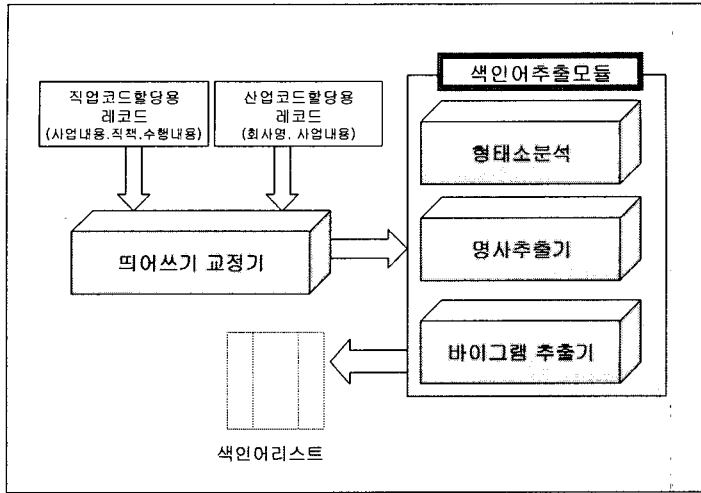 색인어추출모듈
직업코드할당용
레코드
(사업내용.직책.수행내용)
산업코드할당용
레코드
(회사명, 사업내용)
형태소분석
띄어쓰기 교정기
명사추출기
바이그램 추출기
색인어리스트